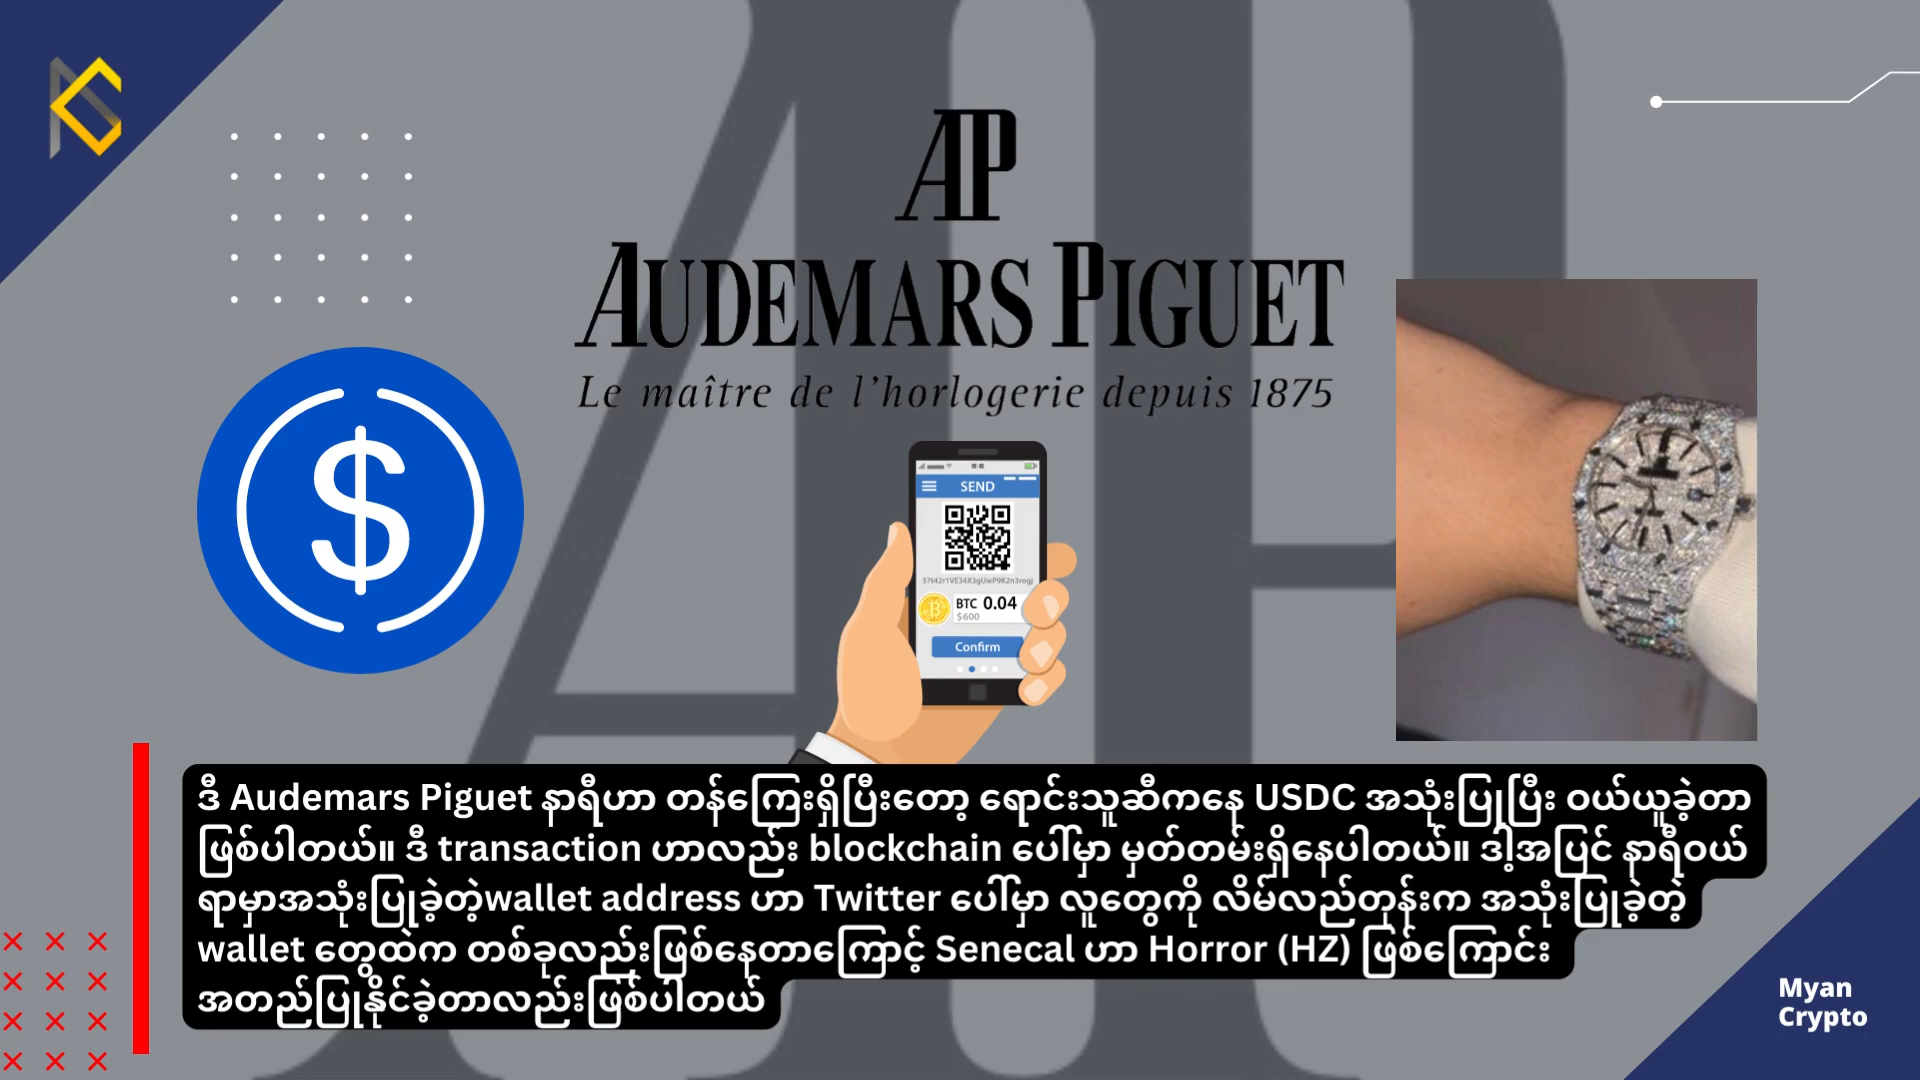 AP
AUDEMARS PIGUET
Le maître de l'horlogerie depuis 1875
SEND
37t42r1VE34X3gUwP9K2n3rogj
BTC 0.04
$600
Confirm
ဒီ Audemars Piguet နာရီဟာ တန်ကြေးရှိပြီးတော့ ရောင်းသူဆီကနေ USDC အသုံးပြုပြီး ဝယ်ယူခဲ့တာ
ဖြစ်ပါတယ်။ ဒီ transaction ဟာလည်း blockchain ပေါ်မှာ မှတ်တမ်းရှိနေပါတယ်။ ဒါ့အပြင် နာရီဝယ်
ရာမှာအသုံးပြုခဲ့တဲ့wallet address ဟာ Twitter ပေါ်မှာ လူတွေကို လိမ်လည်တုန်းက အသုံးပြုခဲ့တဲ့
wallet တွေထဲက တစ်ခုလည်းဖြစ်နေတာကြောင့် Senecal ဟာ Horror (HZ) ဖြစ်ကြောင်း
အတည်ပြုနိုင်ခဲ့တာလည်းဖြစ်ပါတယ်
Myan
Crypto